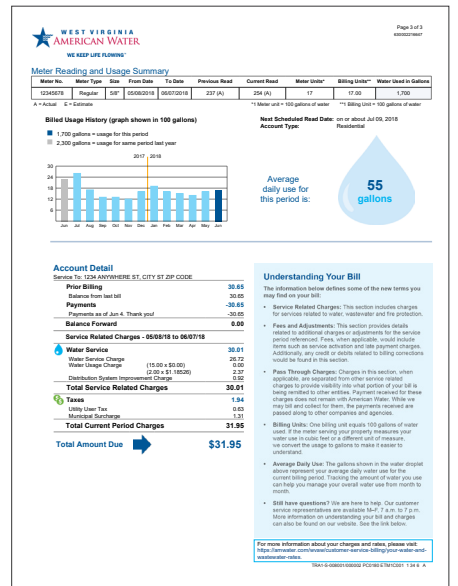 Page 3 of 3
WEST VIRGINIA
AMERICAN WATER
WE KEEP LIFE FLOWING™
Meter Reading and Usage Summary
Meter No. Meter Type Size From Date To Date Previous Read Current Read Meter Units* Billing Units** Water Used in Gallons
12345678 Regular 5/8" 05/08/2018 06/07/2018 237 (A) 254 (A) 17 17.00 1,700
A = Actual E = Estimate *1 Meter unit = 100 gallons of water **1 Billing Unit = 100 gallons of water
Billed Usage History (graph shown in 100 gallons)
1,700 gallons = usage for this period
2,300 gallons = usage for same period last year
Next Scheduled Read Date: on or about Jul 09, 2018
Account Type: Residential
2017 2018
30
24
18
12
6
Jun Jul Aug Sep Oct Nov Dec Jan Feb Mar Apr May Jun
Average
daily use for
this period is:
55
gallons
Account Detail
Service To: 1234 ANYWHERE ST, CITY ST ZIP CODE
Prior Billing 30.65
Balance from last bill 30.65
Payments -30.65
Payments as of Jun 4. Thank you! -30.65
Balance Forward 0.00
Service Related Charges - 05/08/18 to 06/07/18
Water Service 30.01
Water Service Charge 26.72
Water Usage Charge (15.00 x $0.00) 0.00
(2.00 x $1.18526) 2.37
Distribution System Improvement Charge 0.92
Total Service Related Charges 30.01
Taxes 1.94
Utility User Tax 0.63
Municipal Surcharge 1.31
Total Current Period Charges 31.95
Total Amount Due $31.95
Understanding Your Bill
The information below defines some of the new terms you
may find on your bill:
• Service Related Charges: This section includes charges
for services related to water, wastewater and fire protection.
• Fees and Adjustments: This section provides details
related to additional charges or adjustments for the service
period referenced. Fees, when applicable, would include
items such as service activation and late payment charges.
Additionally, any credit or debits related to billing corrections
would be found in this section.
• Pass Through Charges: Charges in this section, when
applicable, are separated from other service related
charges to provide visibility into what portion of your bill is
being remitted to other entities. Payment received for these
charges does not remain with American Water. While we
may bill and collect for them, the payments received are
passed along to other companies and agencies.
• Billing Units: One billing unit equals 100 gallons of water
used. If the meter serving your property measures your
water use in cubic feet or a different unit of measure,
we convert the usage to gallons to make it easier to
understand.
• Average Daily Use: The gallons shown in the water droplet
above represent your average daily water use for the
current billing period. Tracking the amount of water you use
can help you manage your overall water use from month to
month.
• Still have questions? We are here to help. Our customer
service representatives are available M–F, 7 a.m. to 7 p.m.
More information on understanding your bill and charges
can also be found on our website. See the link below.
For more information about your charges and rates, please visit:
https://amwater.com/wvaw/customer-service-billing/your-water-and-
wastewater-rates.